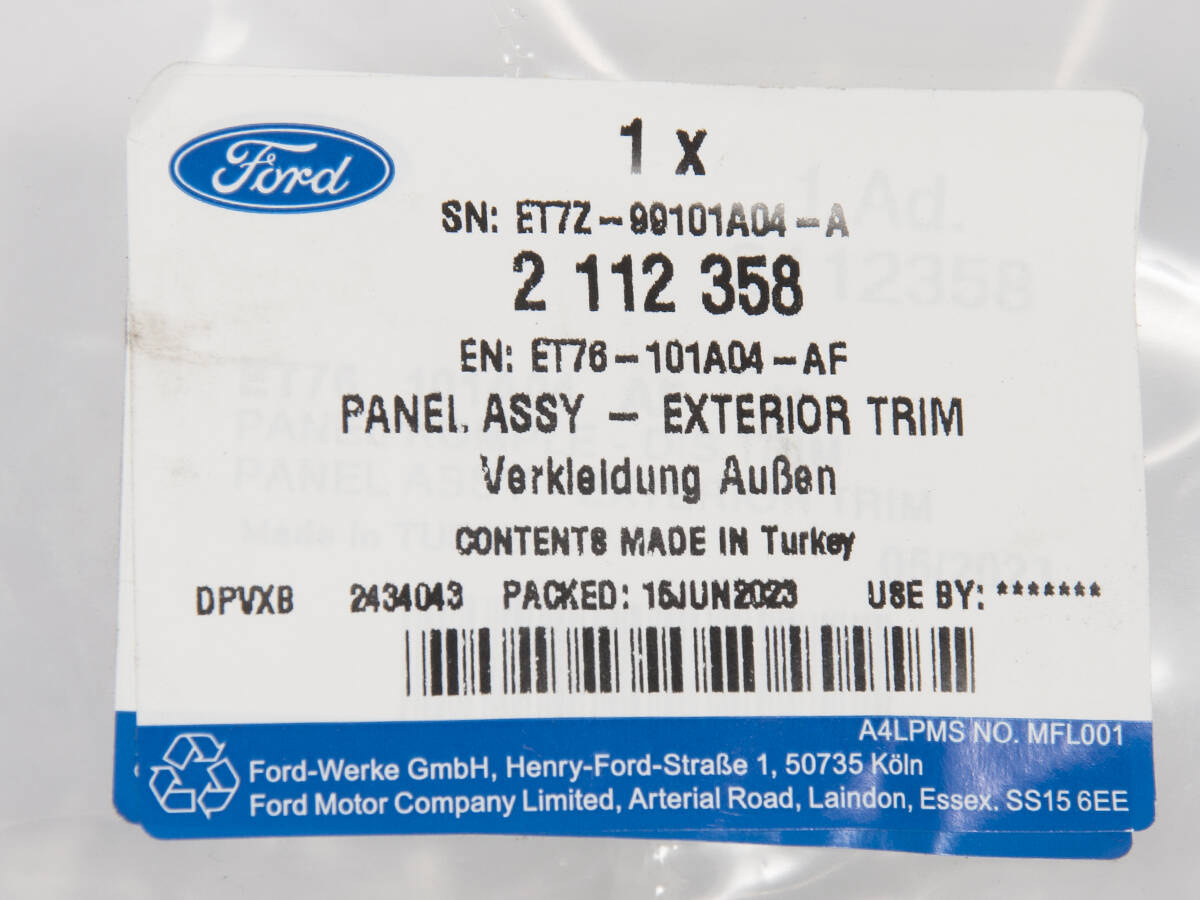 Ford
1 x
SN: ET7Z-99101A04-A
2 112 358
EN: ET76-101A04-AF
PANEL ASSY - EXTERIOR TRIM
Verkleidung Außen
CONTENTS MADE IN Turkey
DPVXB 2434043 PACKED: 15JUN2023 USE BY: *******
A4LPMS NO. MFL001
Ford-Werke GmbH, Henry-Ford-Straße 1, 50735 Köln
Ford Motor Company Limited, Arterial Road, Laindon, Essex. SS15 6EE